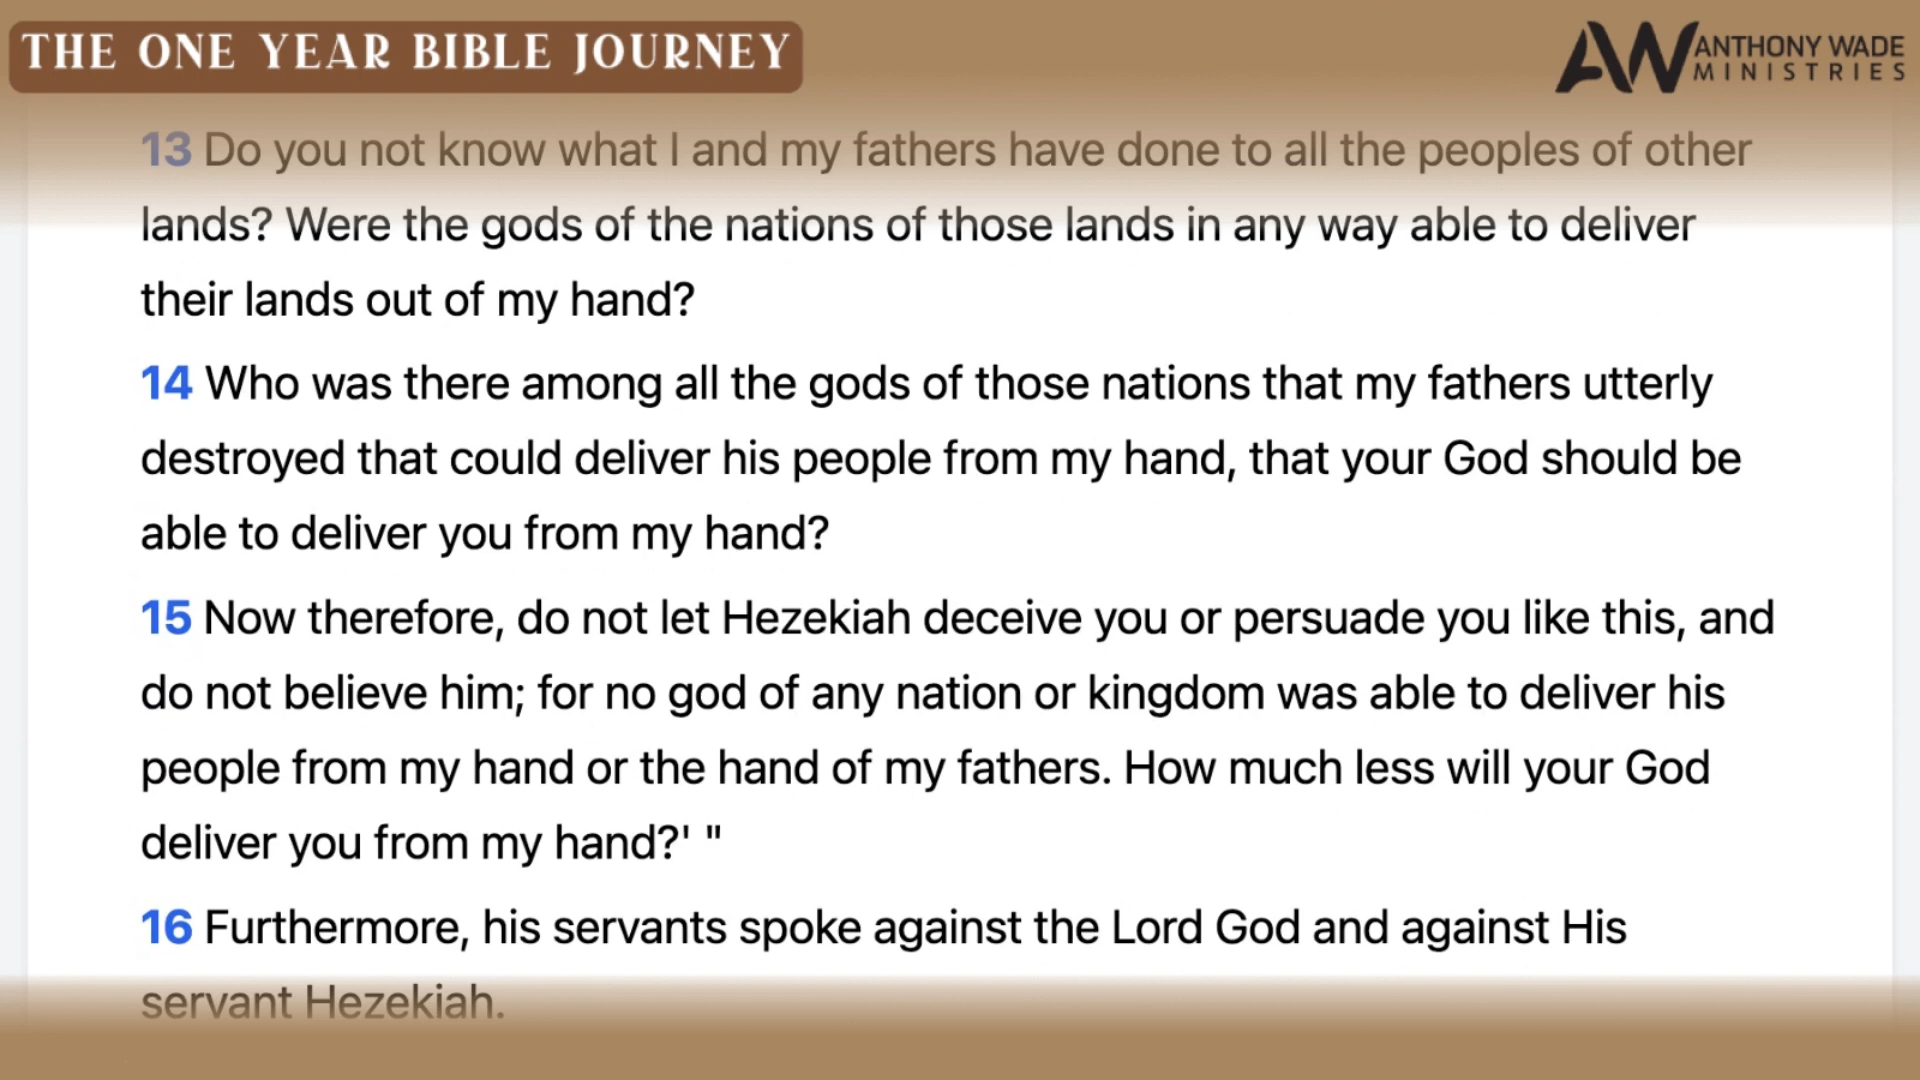 THE ONE YEAR BIBLE JOURNEY
AW ANTHONY WADE
MINISTRIES
13 Do you not know what I and my fathers have done to all the peoples of other
lands? Were the gods of the nations of those lands in any way able to deliver
their lands out of my hand?
14 Who was there among all the gods of those nations that my fathers utterly
destroyed that could deliver his people from my hand, that your God should be
able to deliver you from my hand?
15 Now therefore, do not let Hezekiah deceive you or persuade you like this, and
do not believe him; for no god of any nation or kingdom was able to deliver his
people from my hand or the hand of my fathers. How much less will your God
deliver you from my hand?' "
16 Furthermore, his servants spoke against the Lord God and against His
servant Hezekiah.